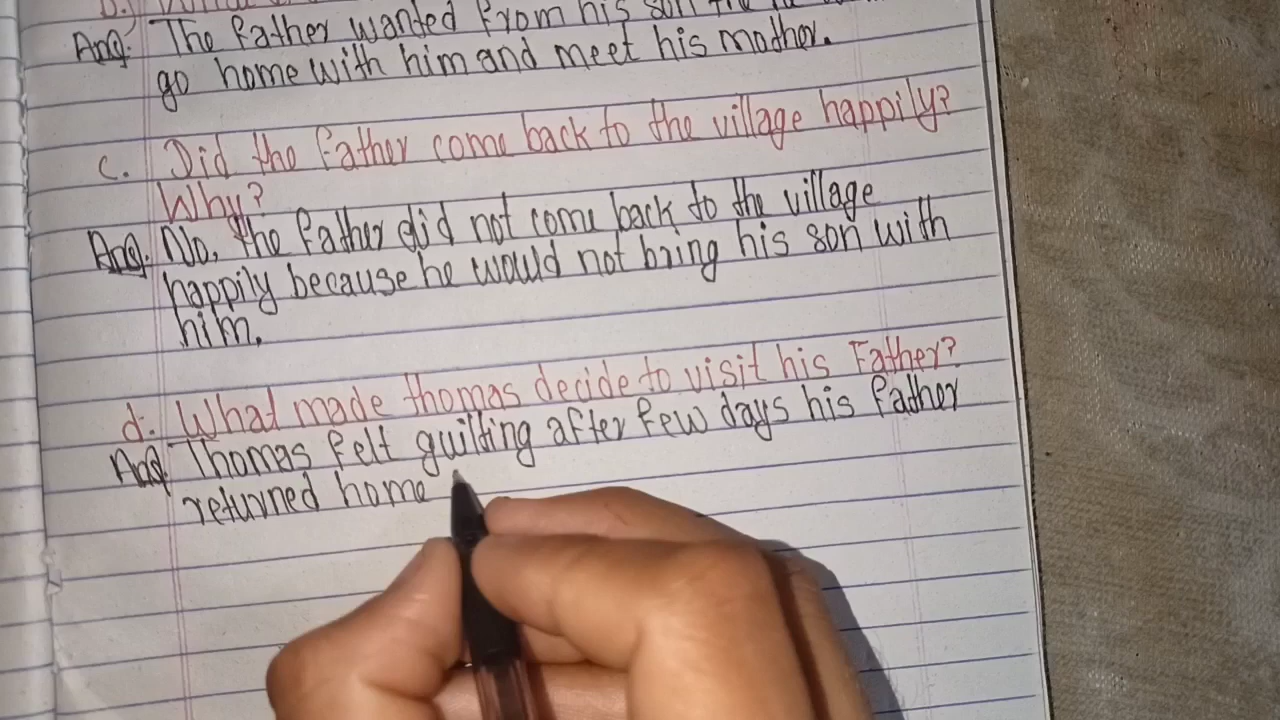 Ans. The Father wanted from his son
go home with him and meet his mother.
c. Did the Father come back to the village happily?
Why?
Ans. No, the Father did not come back to the village
happily because he would not bring his son with
him.
d. What made thomas decide to visit his Father?
Ans Thomas felt guilting after few days his father
returned home